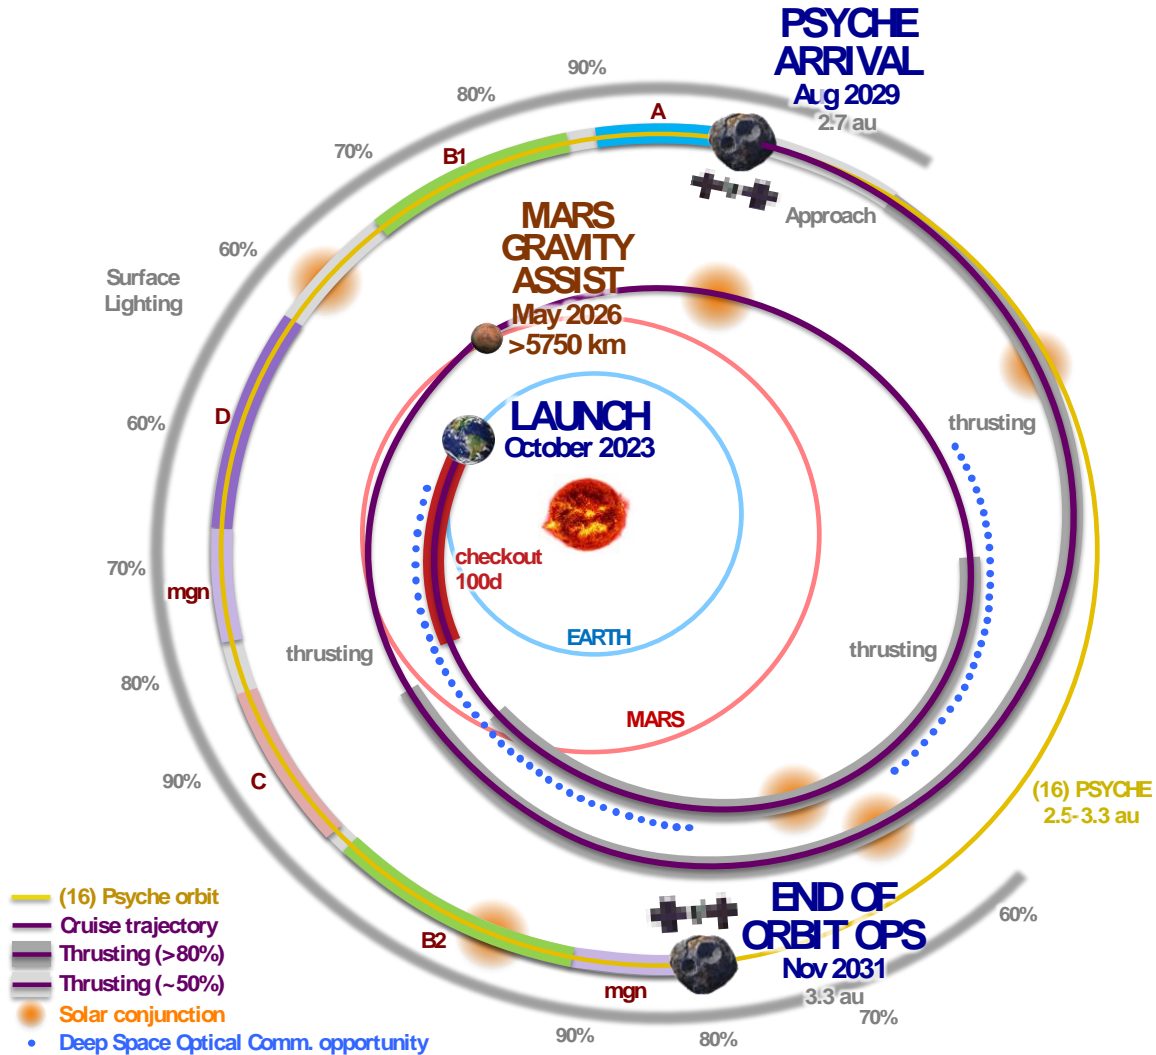 PSYCHE
ARRIVAL
Aug 2029
2.7 au
90%
80%
A
B1
70%
Approach
MARS
GRAVITY
ASSIST
May 2026
>5750 km
60%
Surface
Lighting
LAUNCH
October 2023
D
60%
thrusting
checkout
100d
70%
mgn
EARTH
thrusting
thrusting
80%
MARS
C
90%
(16) PSYCHE
2.5-3.3 au
(16) Psyche orbit
Cruise trajectory
Thrusting (>80%)
Thrusting (~50%)
Solar conjunction
Deep Space Optical Comm. opportunity
B2
END OF
ORBIT OPS
Nov 2031
3.3 au
60%
mgn
70%
90%
80%